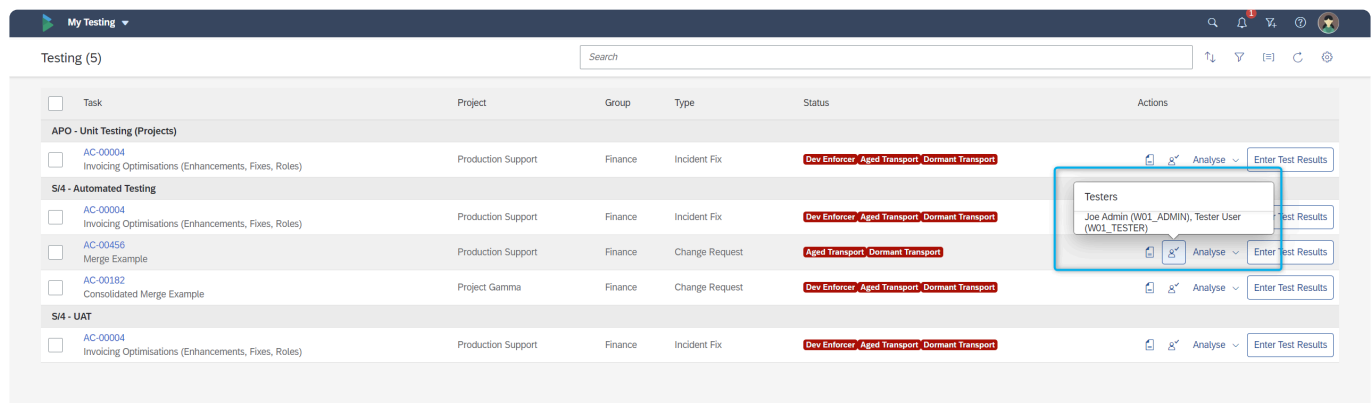 My Testing
1
Testing (5)
Search
Task Project Group Type Status Actions
APO - Unit Testing (Projects)
AC-00004
Invoicing Optimisations (Enhancements, Fixes, Roles) Production Support Finance Incident Fix Dev Enforcer Aged Transport Dormant Transport Analyse Enter Test Results
S/4 - Automated Testing
Testers
Joe Admin (W01_ADMIN), Tester User
(W01_TESTER)
AC-00004
Invoicing Optimisations (Enhancements, Fixes, Roles) Production Support Finance Incident Fix Dev Enforcer Aged Transport Dormant Transport Test Results
AC-00456
Merge Example Production Support Finance Change Request Aged Transport Dormant Transport Analyse Enter Test Results
AC-00182
Consolidated Merge Example Project Gamma Finance Change Request Dev Enforcer Aged Transport Dormant Transport Analyse Enter Test Results
S/4 - UAT
AC-00004
Invoicing Optimisations (Enhancements, Fixes, Roles) Production Support Finance Incident Fix Dev Enforcer Aged Transport Dormant Transport Analyse Enter Test Results